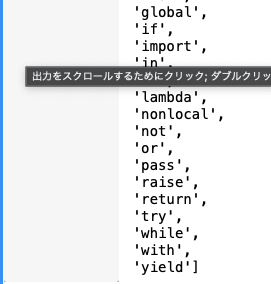 'global',
'if',
'import',
'in',
出力をスクロールするためにクリック; ダブルクリッ
'lambda',
'nonlocal',
'not',
'or',
'pass',
'raise',
'return',
'try',
'while',
'with',
'yield']